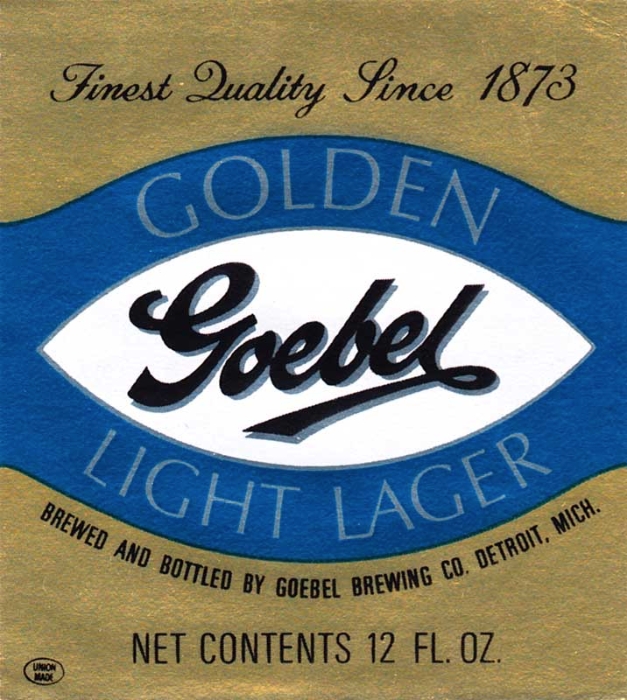 Finest Quality Since 1873
GOLDEN
Goebel
LIGHT LAGER
BREWED AND BOTTLED BY GOEBEL BREWING CO. DETROIT, MICH.
NET CONTENTS 12 FL. OZ.
UNION
MADE